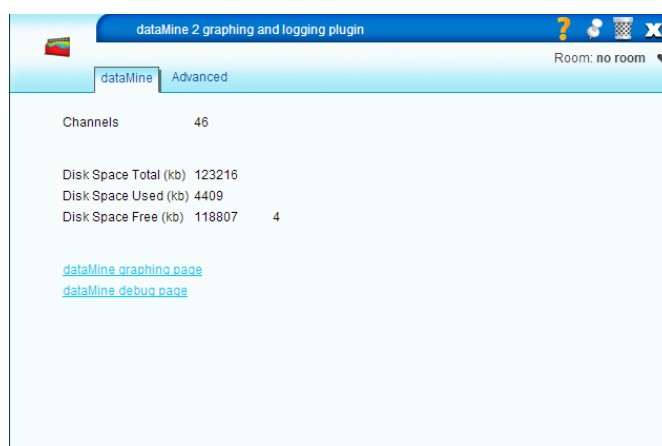 dataMine 2 graphing and logging plugin
Room: no room
dataMine Advanced
Channels 46
Disk Space Total (kb) 123216
Disk Space Used (kb) 4409
Disk Space Free (kb) 118807 4
dataMine graphing page
dataMine debug page